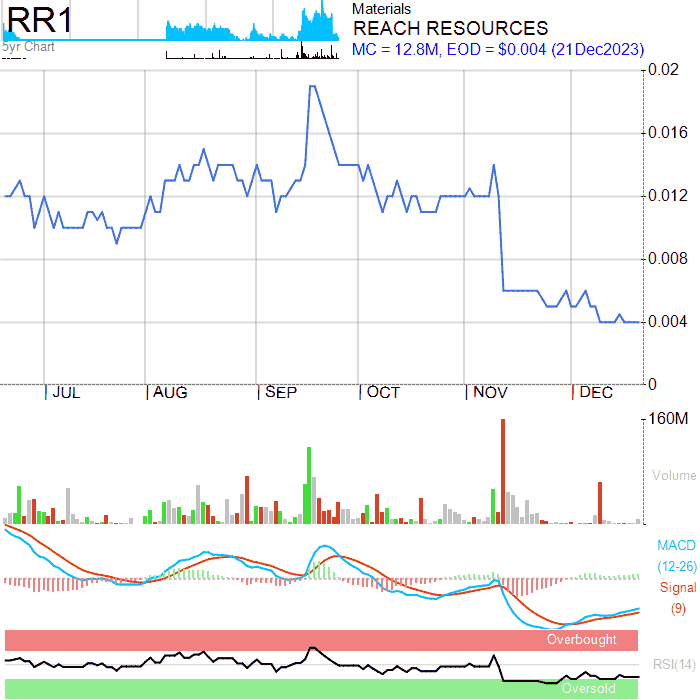 RR1
5yr Chart
Materials
REACH RESOURCES
MC = 12.8M, EOD = $0.004 (21Dec2023)
0.02
0.016
0.012
0.008
0.004
0
JUL AUG SEP OCT NOV DEC
160M
Volume
MACD
(12-26)
Signal
(9)
Overbought
RSI(14)
Oversold